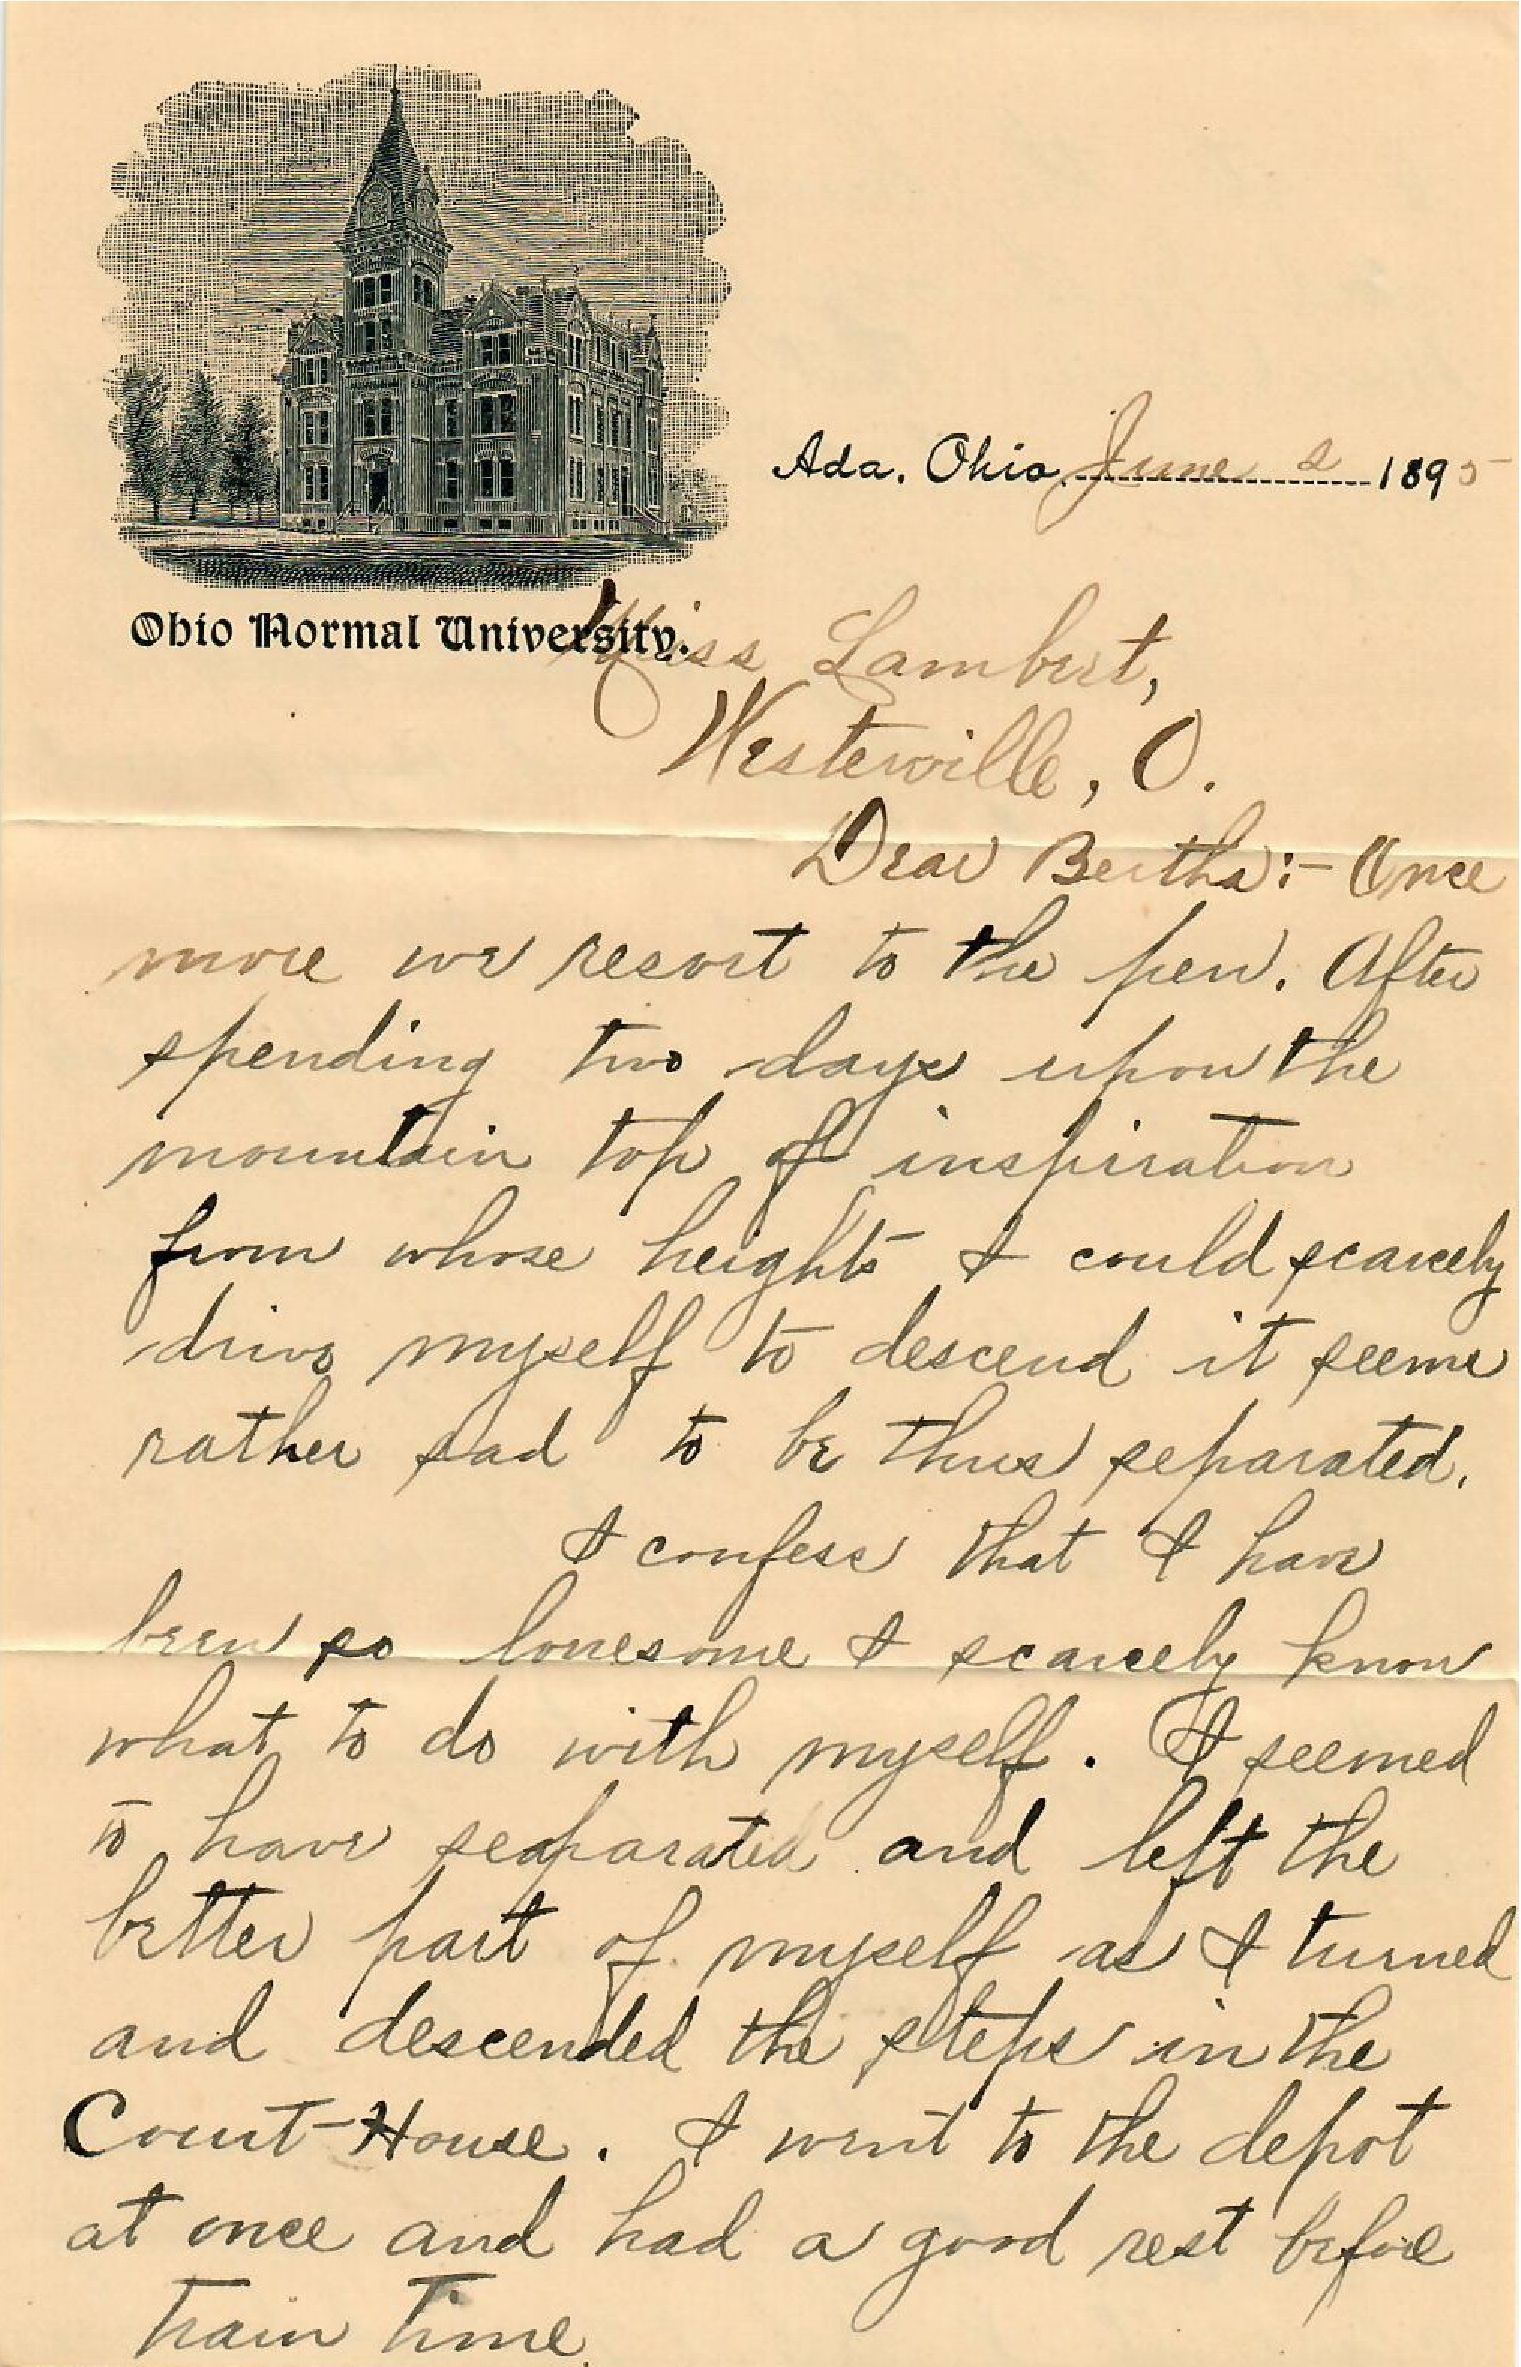 Ada, Ohio June 2 1895
Ohio Normal University.
Miss Lambert,
Westerville, O.
Dear Bertha:- Once
more we resort to the pen. After
spending two days upon the
mountain top of inspiration
from whose heights I could scarcely
drive myself to descend it seems
rather sad to be thus separated.
I confess that I have
been so lonesome I scarcely know
what to do with myself. I seemed
to have seaparated and left the
better part of myself as I turned
and descended the steps in the
Court-House. I went to the depot
at once and had a good rest before
train time.